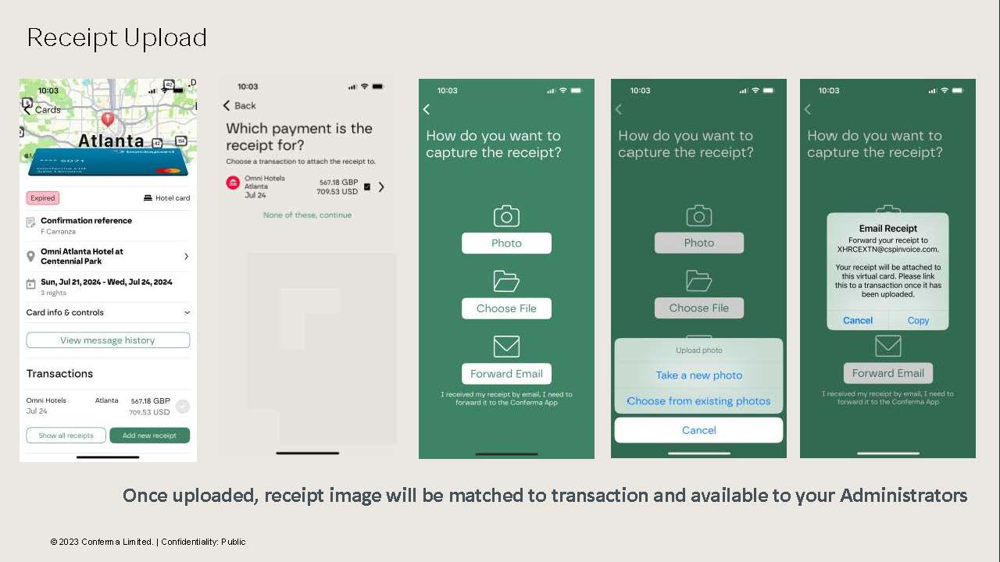 Receipt Upload
10:03
Cards
Atlanta
42
154
5071
Conferma Ltd
Expired
Hotel card
Confirmation reference
F Carranza
Omni Atlanta Hotel at
Centennial Park
Sun, Jul 21, 2024 - Wed, Jul 24, 2024
3 nights
Card info & controls
View message history
Transactions
Omni Hotels Atlanta 567.18 GBP
Jul 24 709.53 USD
Show all receipts
Add new receipt
10:03
Back
Which payment is the
receipt for?
Choose a transaction to attach the receipt to.
Omni Hotels
Atlanta
Jul 24
567.18 GBP
709.53 USD
None of these, continue
10:03
How do you want to
capture the receipt?
Photo
Choose File
Forward Email
I received my receipt by email, I need to
forward it to the Conferma App
10:03
How do you want to
capture the receipt?
Photo
Choose File
Upload photo
Take a new photo
Choose from existing photos
Cancel
10:03
How do you want to
capture the receipt?
Email Receipt
Forward your receipt to
XHRCEXTN@cspinvoice.com.
Your receipt will be attached to
this virtual card. Please link
this to a transaction once it has
been uploaded.
Cancel
Copy
Forward Email
I received my receipt by email, I need to
forward it to the Conferma App
Once uploaded, receipt image will be matched to transaction and available to your Administrators
© 2023 Conferma Limited. | Confidentiality: Public